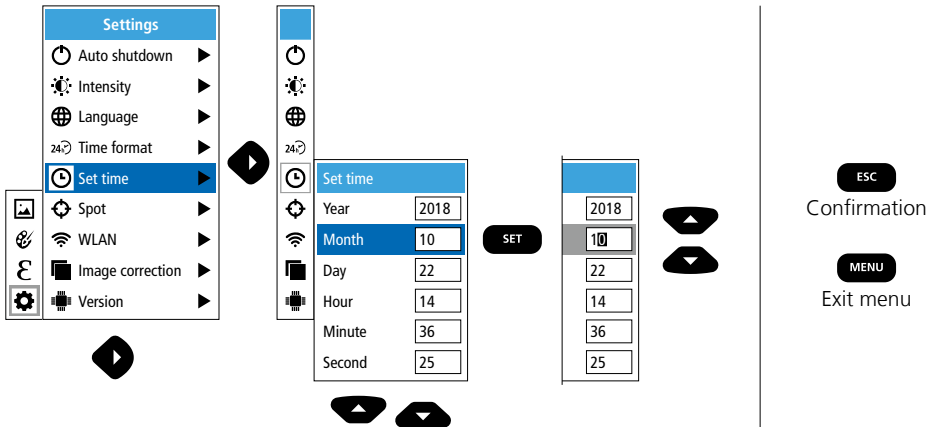 Settings
Auto shutdown
Intensity
Language
24h Time format
Set time
Spot
WLAN
ε
Image correction
Version
24h
Set time
Year 2018
Month 10
Day 22
Hour 14
Minute 36
Second 25
SET
2018
10
22
14
36
25
ESC
Confirmation
MENU
Exit menu